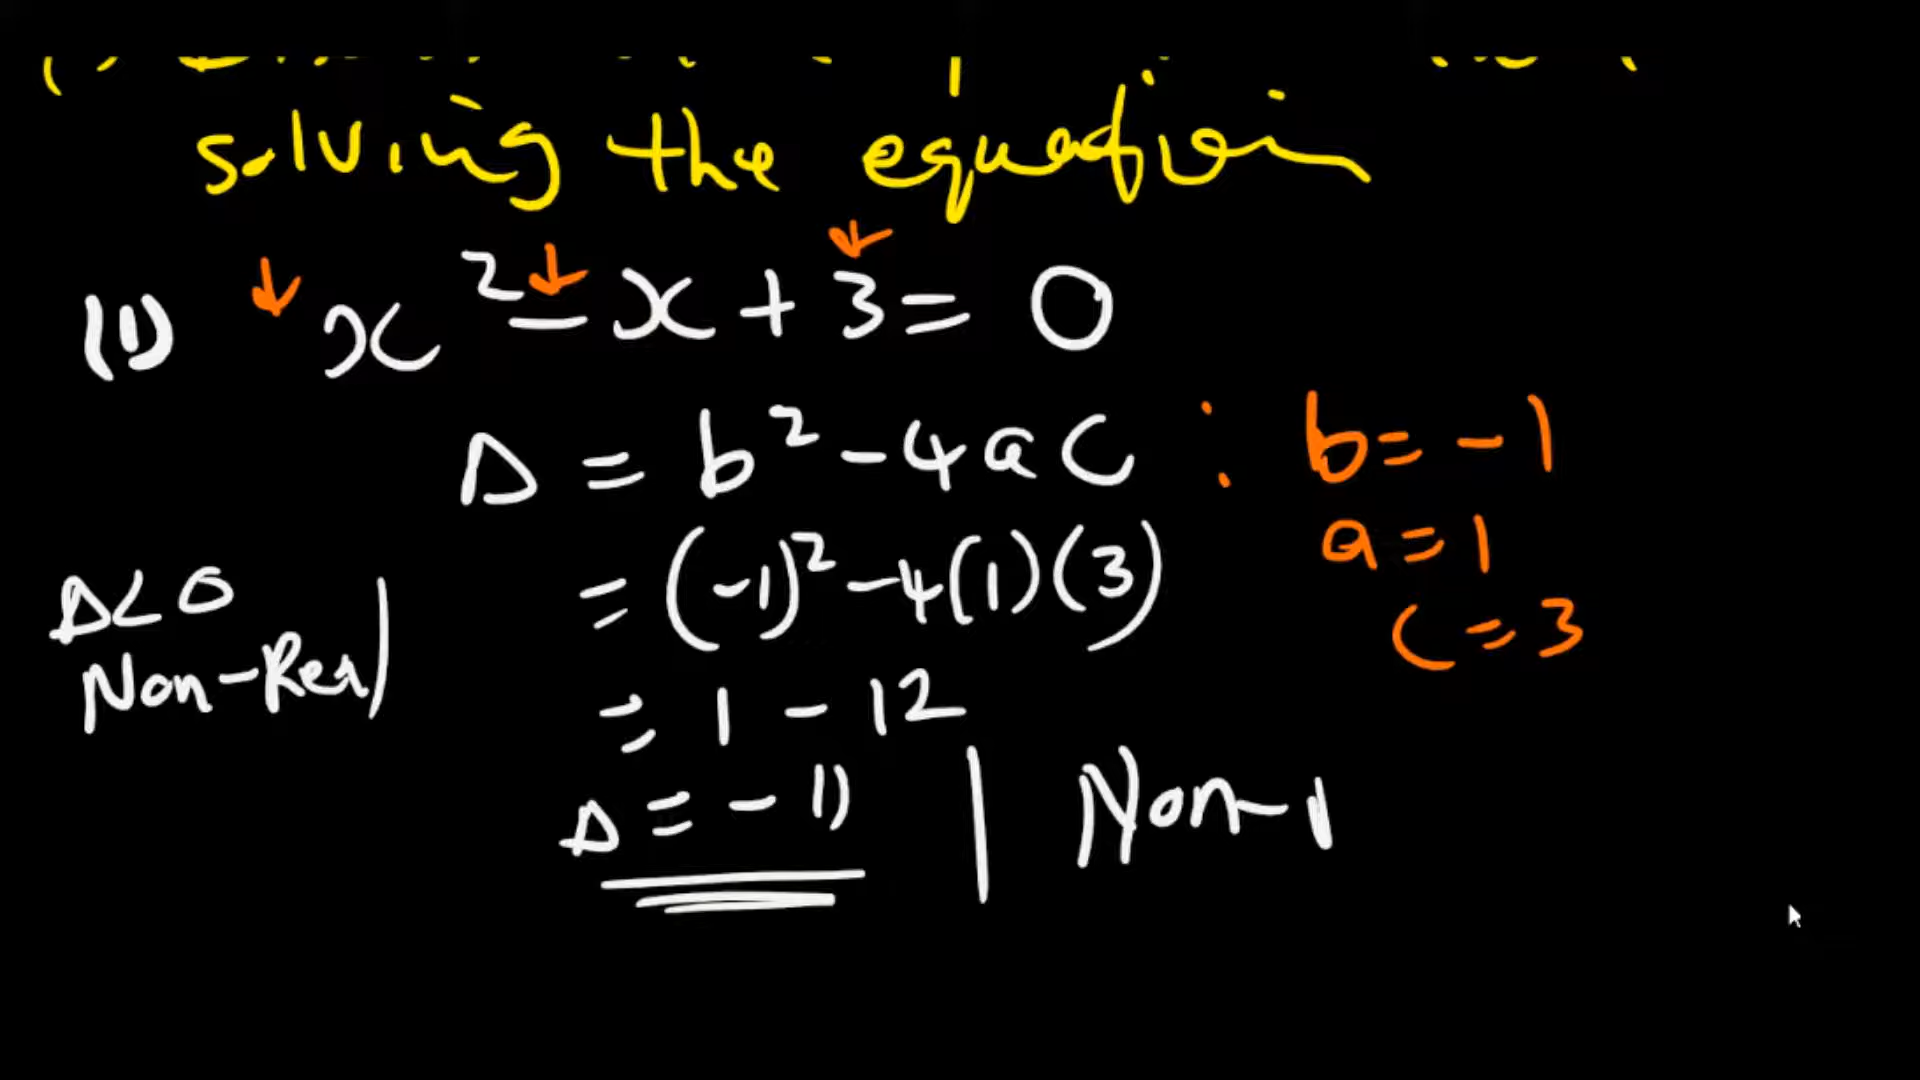 solving the equation
(1) x² - x + 3 = 0
Δ = b² - 4ac : b = -1
= (-1)² - 4(1)(3) a = 1
c = 3
Δ < 0
Non-Real
= 1 - 12
Δ = -11 | Non-